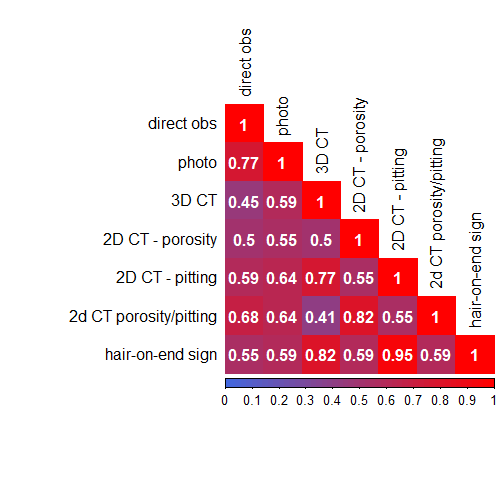 direct obs
photo
3D CT
2D CT - porosity
2D CT - pitting
2d CT porosity/pitting
hair-on-end sign
direct obs 1
photo 0.77 1
3D CT 0.45 0.59 1
2D CT - porosity 0.5 0.55 0.5 1
2D CT - pitting 0.59 0.64 0.77 0.55 1
2d CT porosity/pitting 0.68 0.64 0.41 0.82 0.55 1
hair-on-end sign 0.55 0.59 0.82 0.59 0.95 0.59 1
0 0.1 0.2 0.3 0.4 0.5 0.6 0.7 0.8 0.9 1